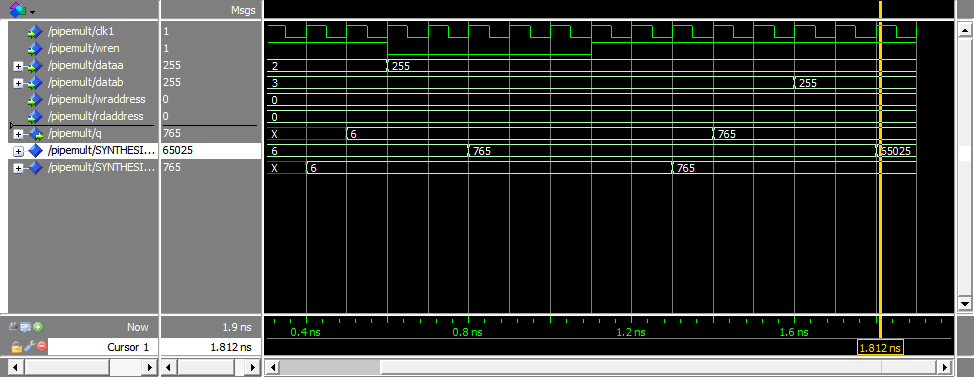 Msgs
/pipemult/clk1 1
/pipemult/wren 1
/pipemult/dataa 255 2 255
/pipemult/datab 255 3 255
/pipemult/wraddress 0 0
/pipemult/rdaddress 0 0
/pipemult/q 765 X 6 765
/pipemult/SYNTHESI... 65025 6 765 65025
/pipemult/SYNTHESI... 765 X 6 765
Now 1.9 ns 0.4 ns 0.8 ns 1.2 ns 1.6 ns
Cursor 1 1.812 ns 1.812 ns